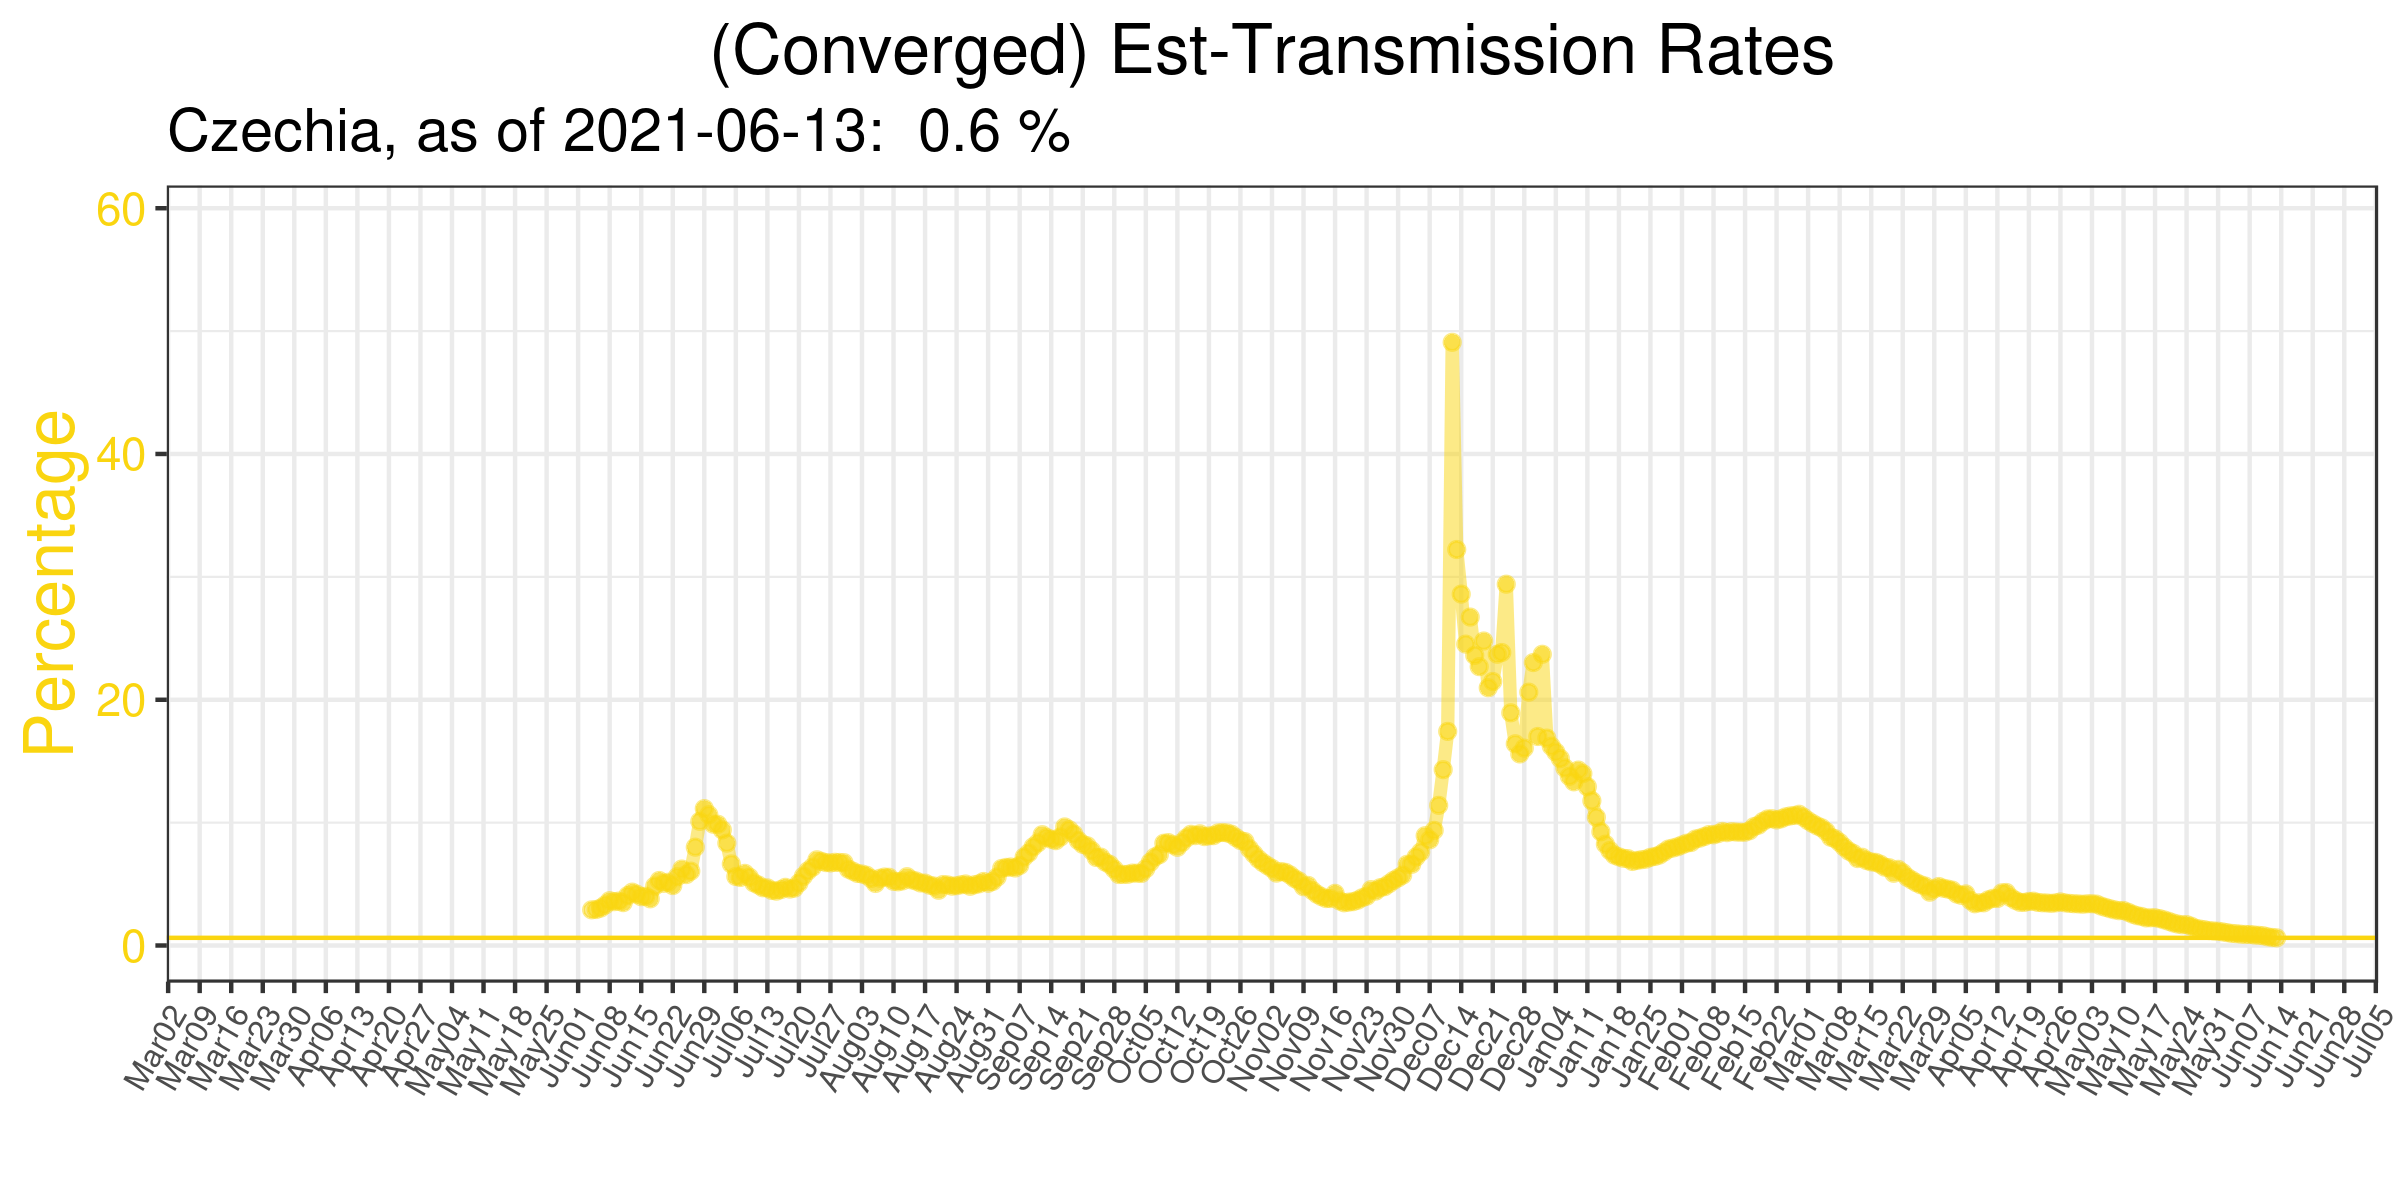 (Converged) Est-Transmission Rates
Czechia, as of 2021-06-13:  0.6 %
Percentage
60
40
20
0
Mar02
Mar09
Mar16
Mar23
Mar30
Apr06
Apr13
Apr20
Apr27
May04
May11
May18
May25
Jun01
Jun08
Jun15
Jun22
Jun29
Jul06
Jul13
Jul20
Jul27
Aug03
Aug10
Aug17
Aug24
Aug31
Sep07
Sep14
Sep21
Sep28
Oct05
Oct12
Oct19
Oct26
Nov02
Nov09
Nov16
Nov23
Nov30
Dec07
Dec14
Dec21
Dec28
Jan04
Jan11
Jan18
Jan25
Feb01
Feb08
Feb15
Feb22
Mar01
Mar08
Mar15
Mar22
Mar29
Apr05
Apr12
Apr19
Apr26
May03
May10
May17
May24
May31
Jun07
Jun14
Jun21
Jun28
Jul05